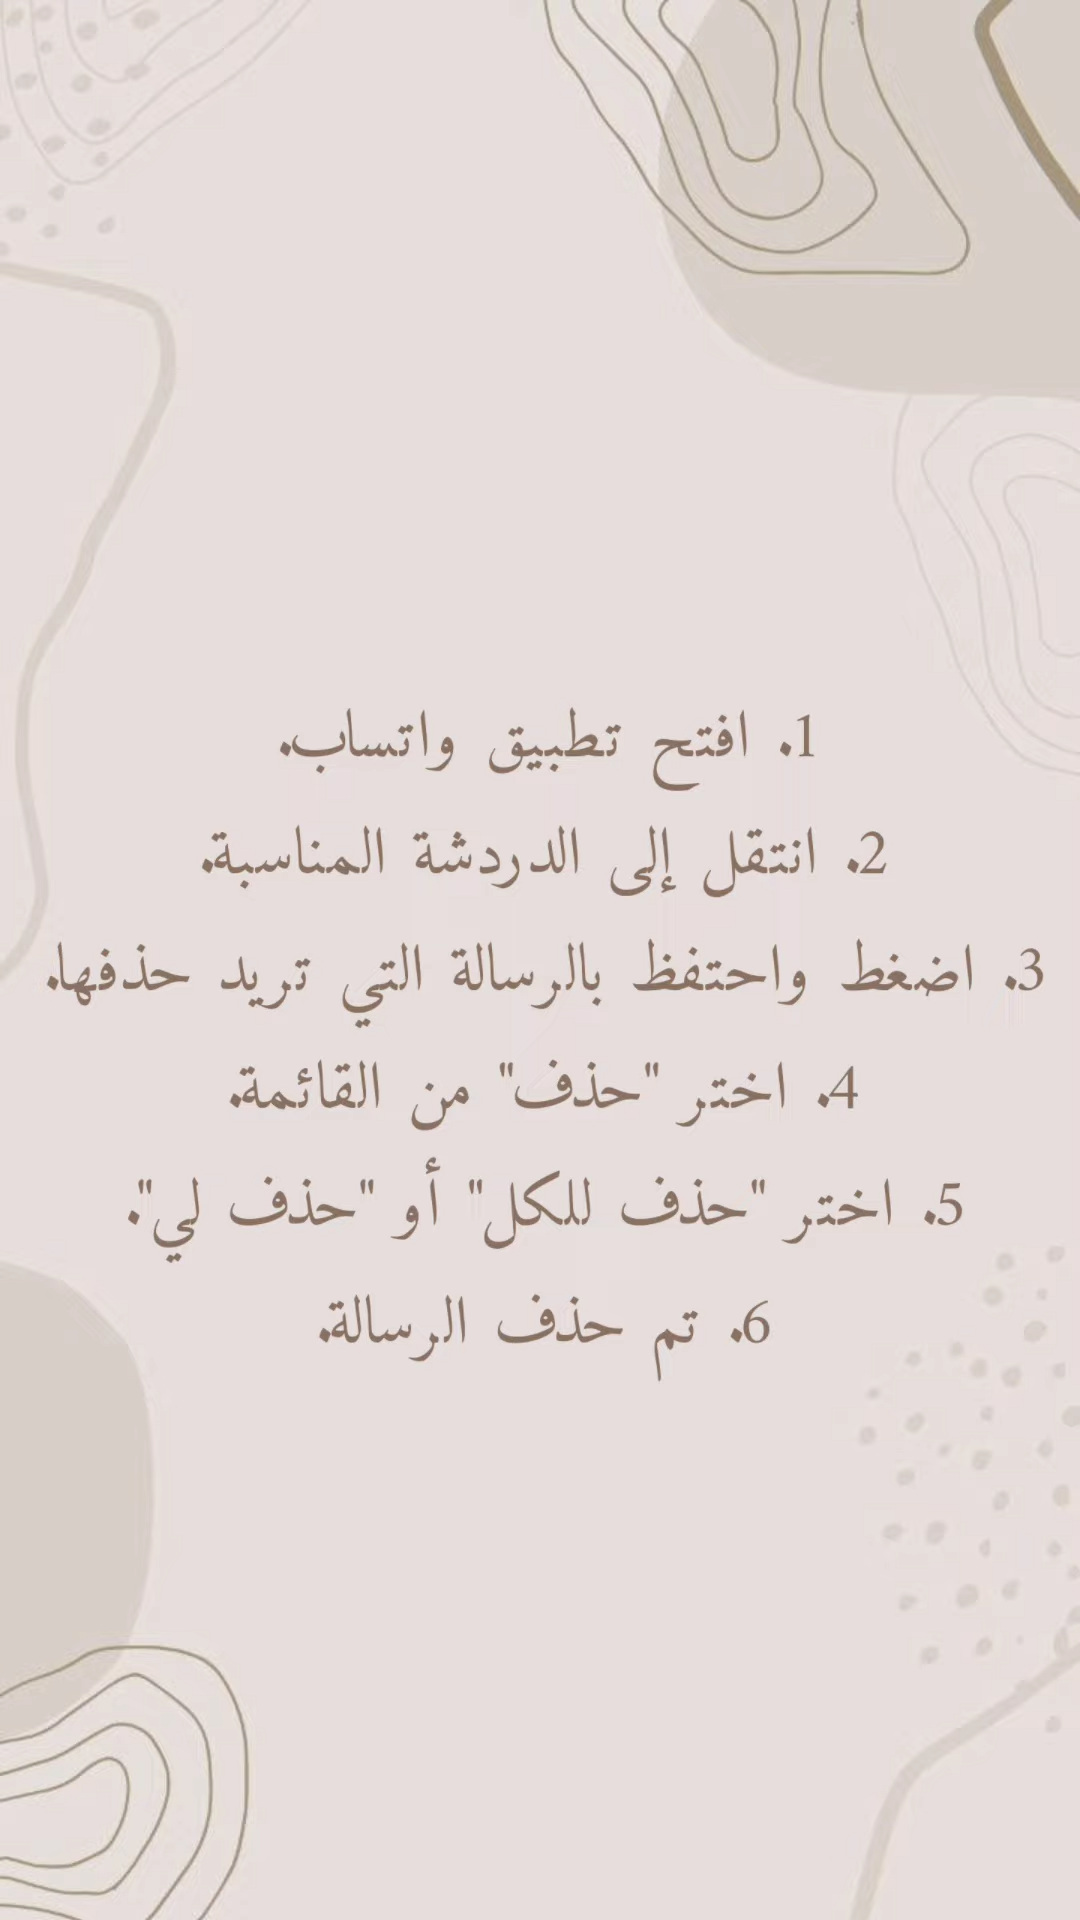 1. افتح تطبيق واتساب.
2. انتقل إلى الدردشة المناسبة.
3. اضغط واحتفظ بالرسالة التي تريد حذفها.
4. اختر "حذف" من القائمة.
5. اختر "حذف للكل" أو "حذف لي".
6. تم حذف الرسالة.